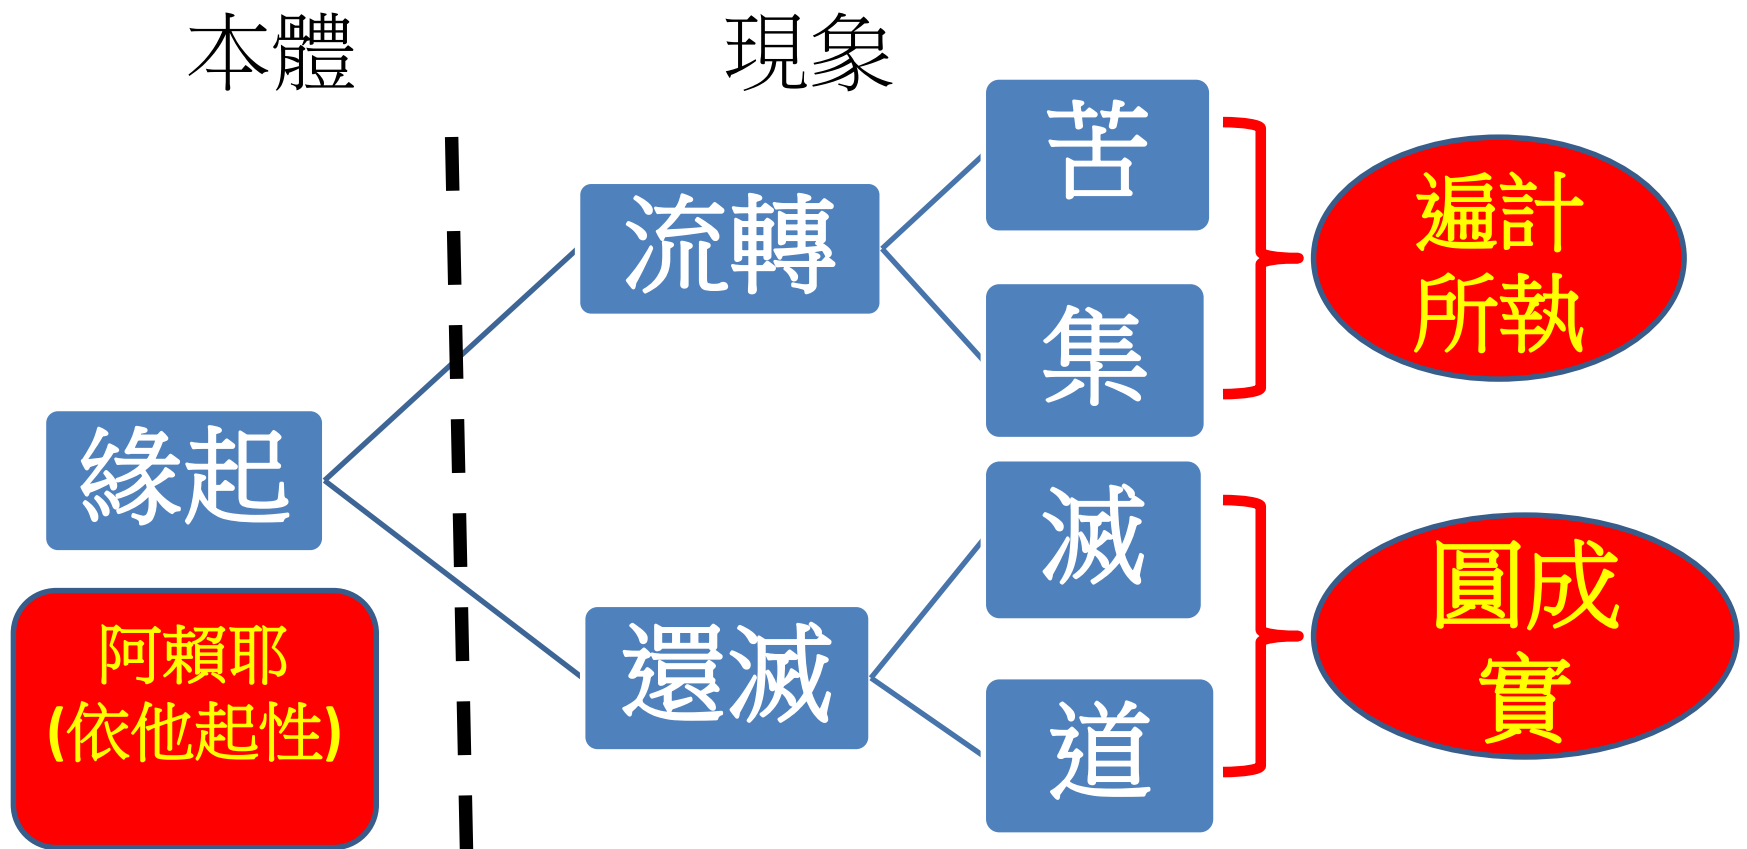 本體
現象
緣起
阿賴耶
(依他起性)
流轉
還滅
苦
集
滅
道
遍計
所執
圓成
實